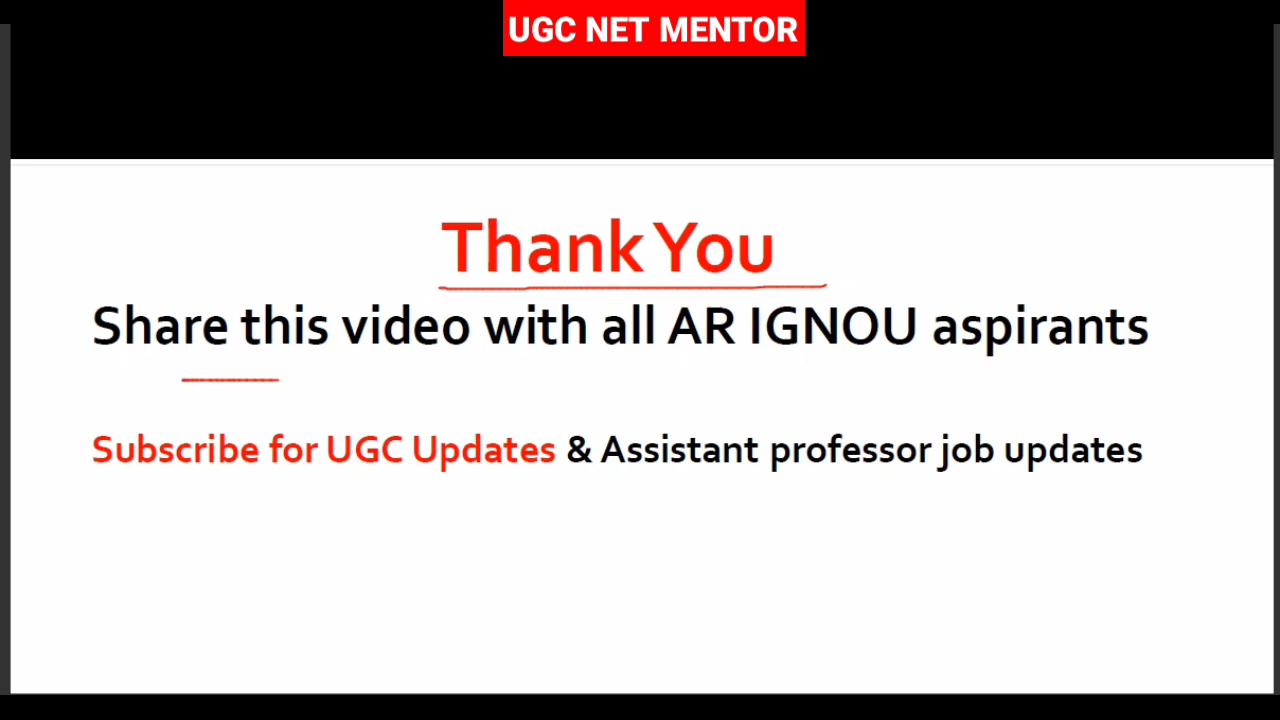 UGC NET MENTOR
Thank You
Share this video with all AR IGNOU aspirants
Subscribe for UGC Updates & Assistant professor job updates